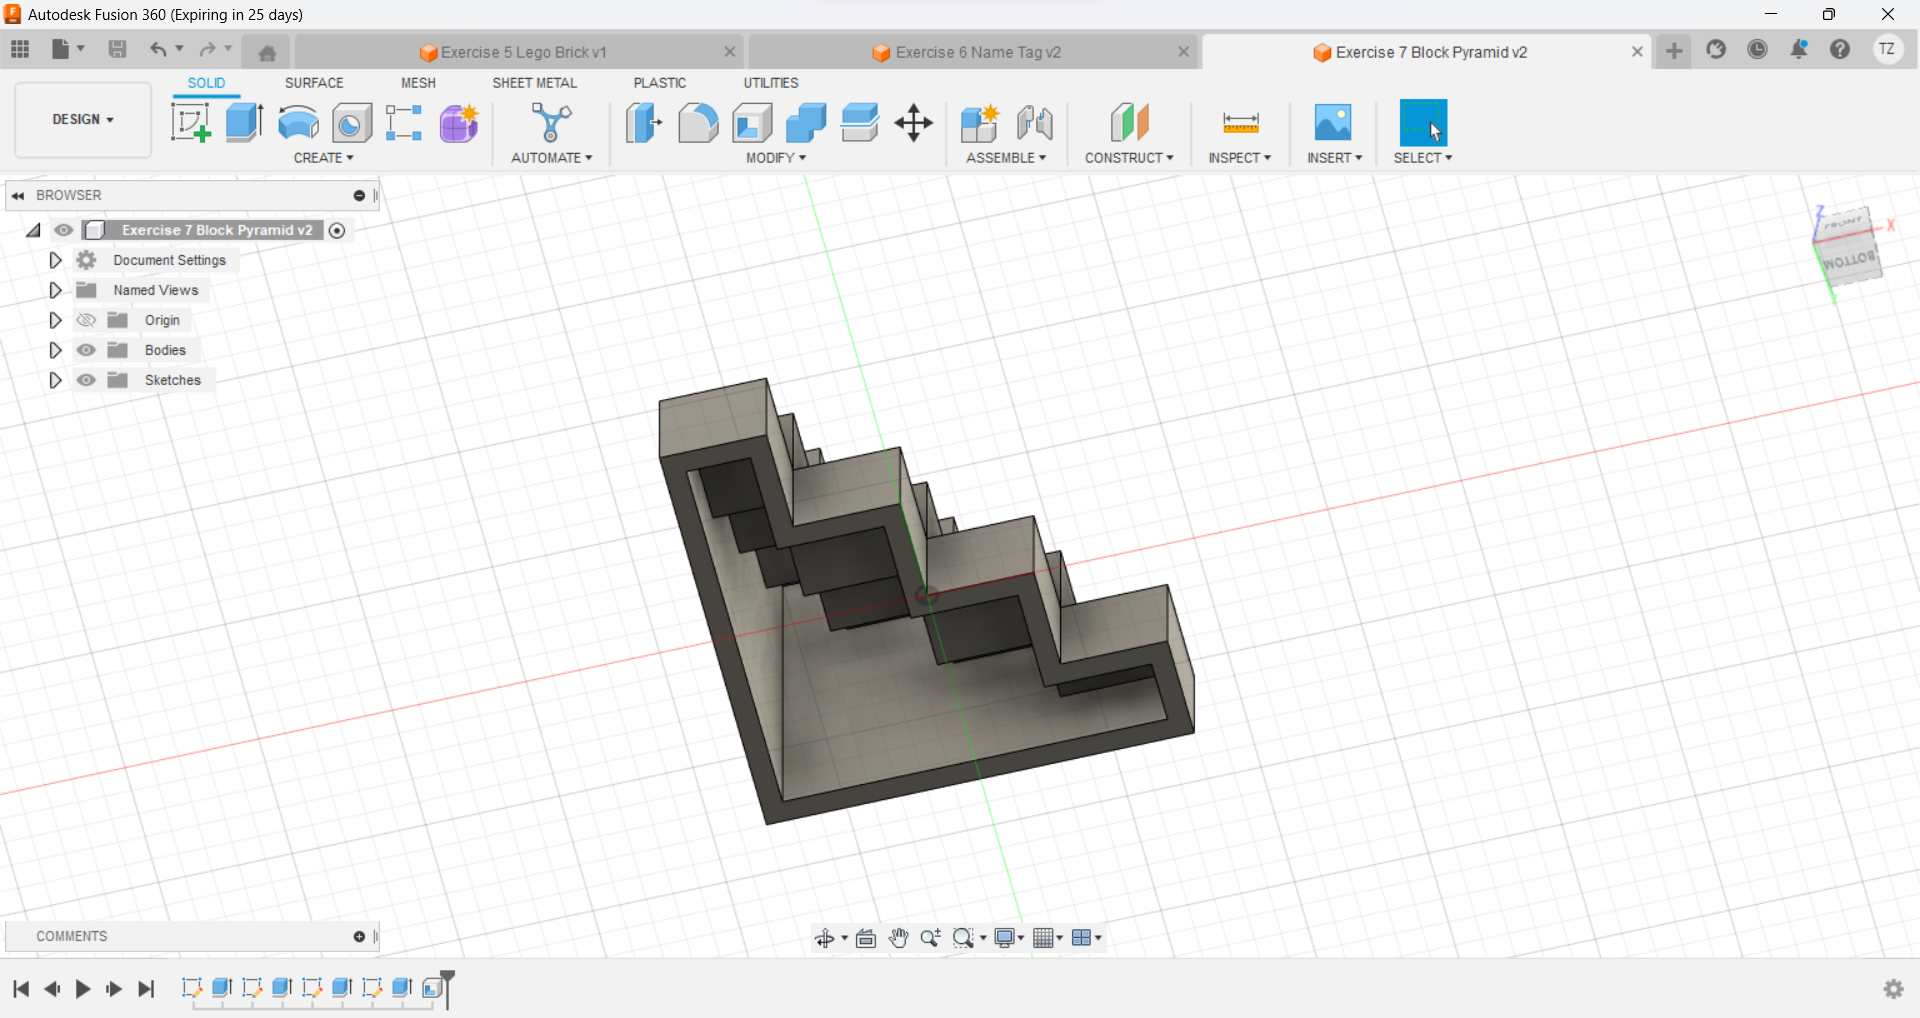 Autodesk Fusion 360 (Expiring in 25 days)
Exercise 5 Lego Brick v1
Exercise 6 Name Tag v2
Exercise 7 Block Pyramid v2
TZ
SOLID
SURFACE
MESH
SHEET METAL
PLASTIC
UTILITIES
DESIGN
CREATE
AUTOMATE
MODIFY
ASSEMBLE
CONSTRUCT
INSPECT
INSERT
SELECT
BROWSER
Exercise 7 Block Pyramid v2
Document Settings
Named Views
Origin
Bodies
Sketches
Z
X
FRONT
BOTTOM
COMMENTS